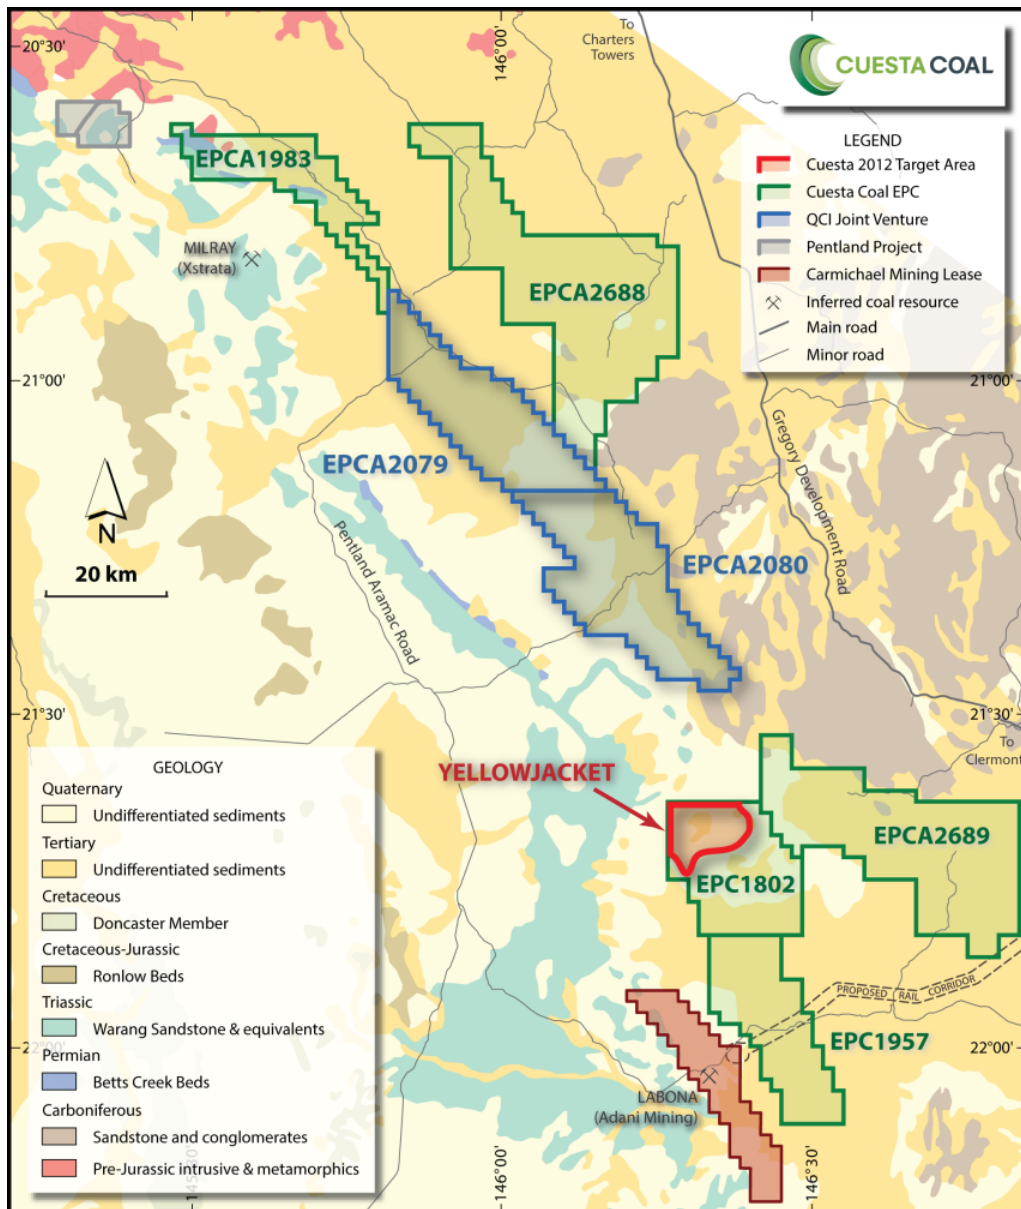 20°30'
146°00'
To
Charters
Towers
CUESTA COAL
LEGEND
Cuesta 2012 Target Area
Cuesta Coal EPC
QCI Joint Venture
Pentland Project
Carmichael Mining Lease
Inferred coal resource
Main road
Minor road
EPCA1983
MILRAY
(Xstrata)
EPCA2688
21°00'
21°00'
EPCA2079
Gregory Development Road
N
20 km
Pentland Aramac Road
EPCA2080
21°30'
21°30'
To
Clermont
YELLOWJACKET
EPCA2689
EPC1802
PROPOSED RAIL CORRIDOR
EPC1957
22°00'
22°00'
LABONA
(Adani Mining)
GEOLOGY
Quaternary
Undifferentiated sediments
Tertiary
Undifferentiated sediments
Cretaceous
Doncaster Member
Cretaceous-Jurassic
Ronlow Beds
Triassic
Warang Sandstone & equivalents
Permian
Betts Creek Beds
Carboniferous
Sandstone and conglomerates
Pre-Jurassic intrusive & metamorphics
145°30'
146°00'
146°30'